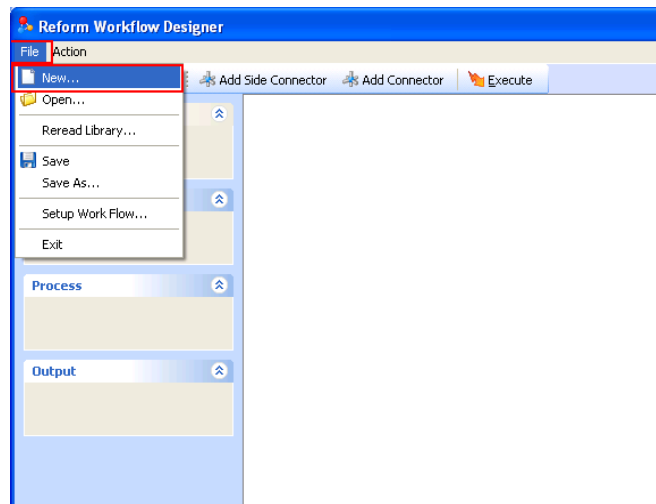 Reform Workflow Designer
File Action
New...
Add Side Connector Add Connector Execute
Open...
Reread Library...
Save
Save As...
Setup Work Flow...
Exit
Process
Output